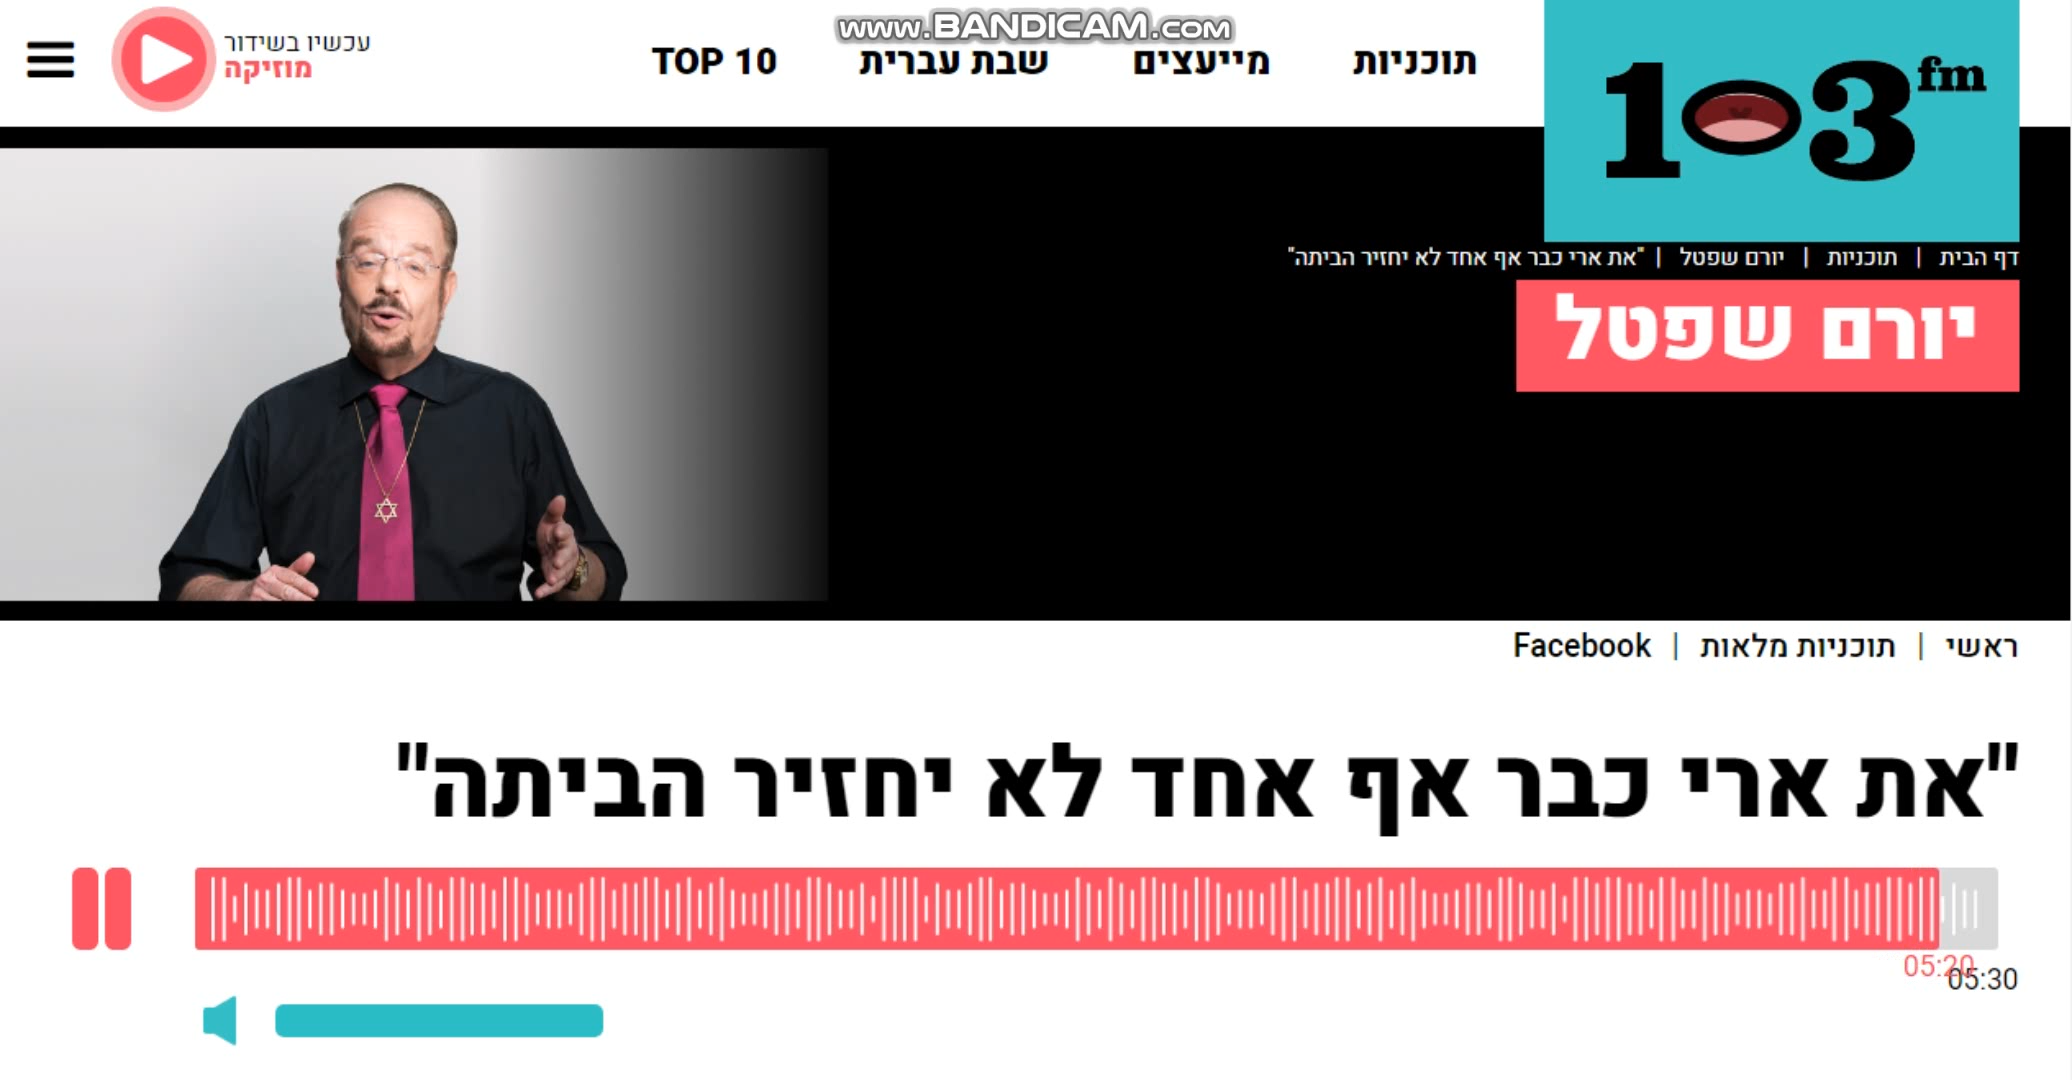 www.BANDICAM.com
103fm
תוכניות
מייעצים
שבת עברית
TOP 10
עכשיו בשידור
מוזיקה
דף הבית | תוכניות | יורם שפטל | "את ארי כבר אף אחד לא יחזיר הביתה"
יורם שפטל
ראשי | תוכניות מלאות | Facebook
"את ארי כבר אף אחד לא יחזיר הביתה"
05:20
05:30